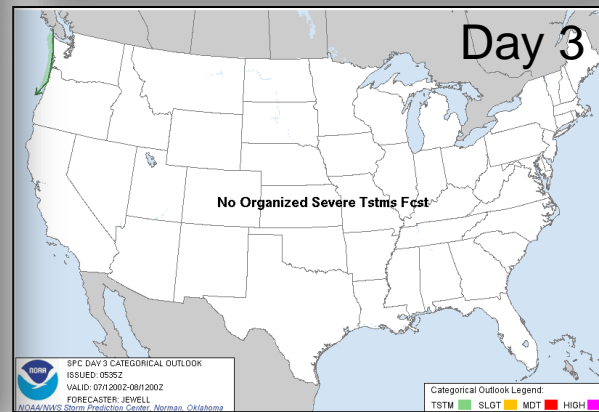 Day 3
No Organized Severe Tstms Fcst
NOAA
SPC DAY 3 CATEGORICAL OUTLOOK
ISSUED: 0535Z
VALID: 07/1200Z-08/1200Z
FORECASTER: JEWELL
NOAA/NWS Storm Prediction Center, Norman, Oklahoma
Categorical Outlook Legend:
TSTM SLGT MDT HIGH